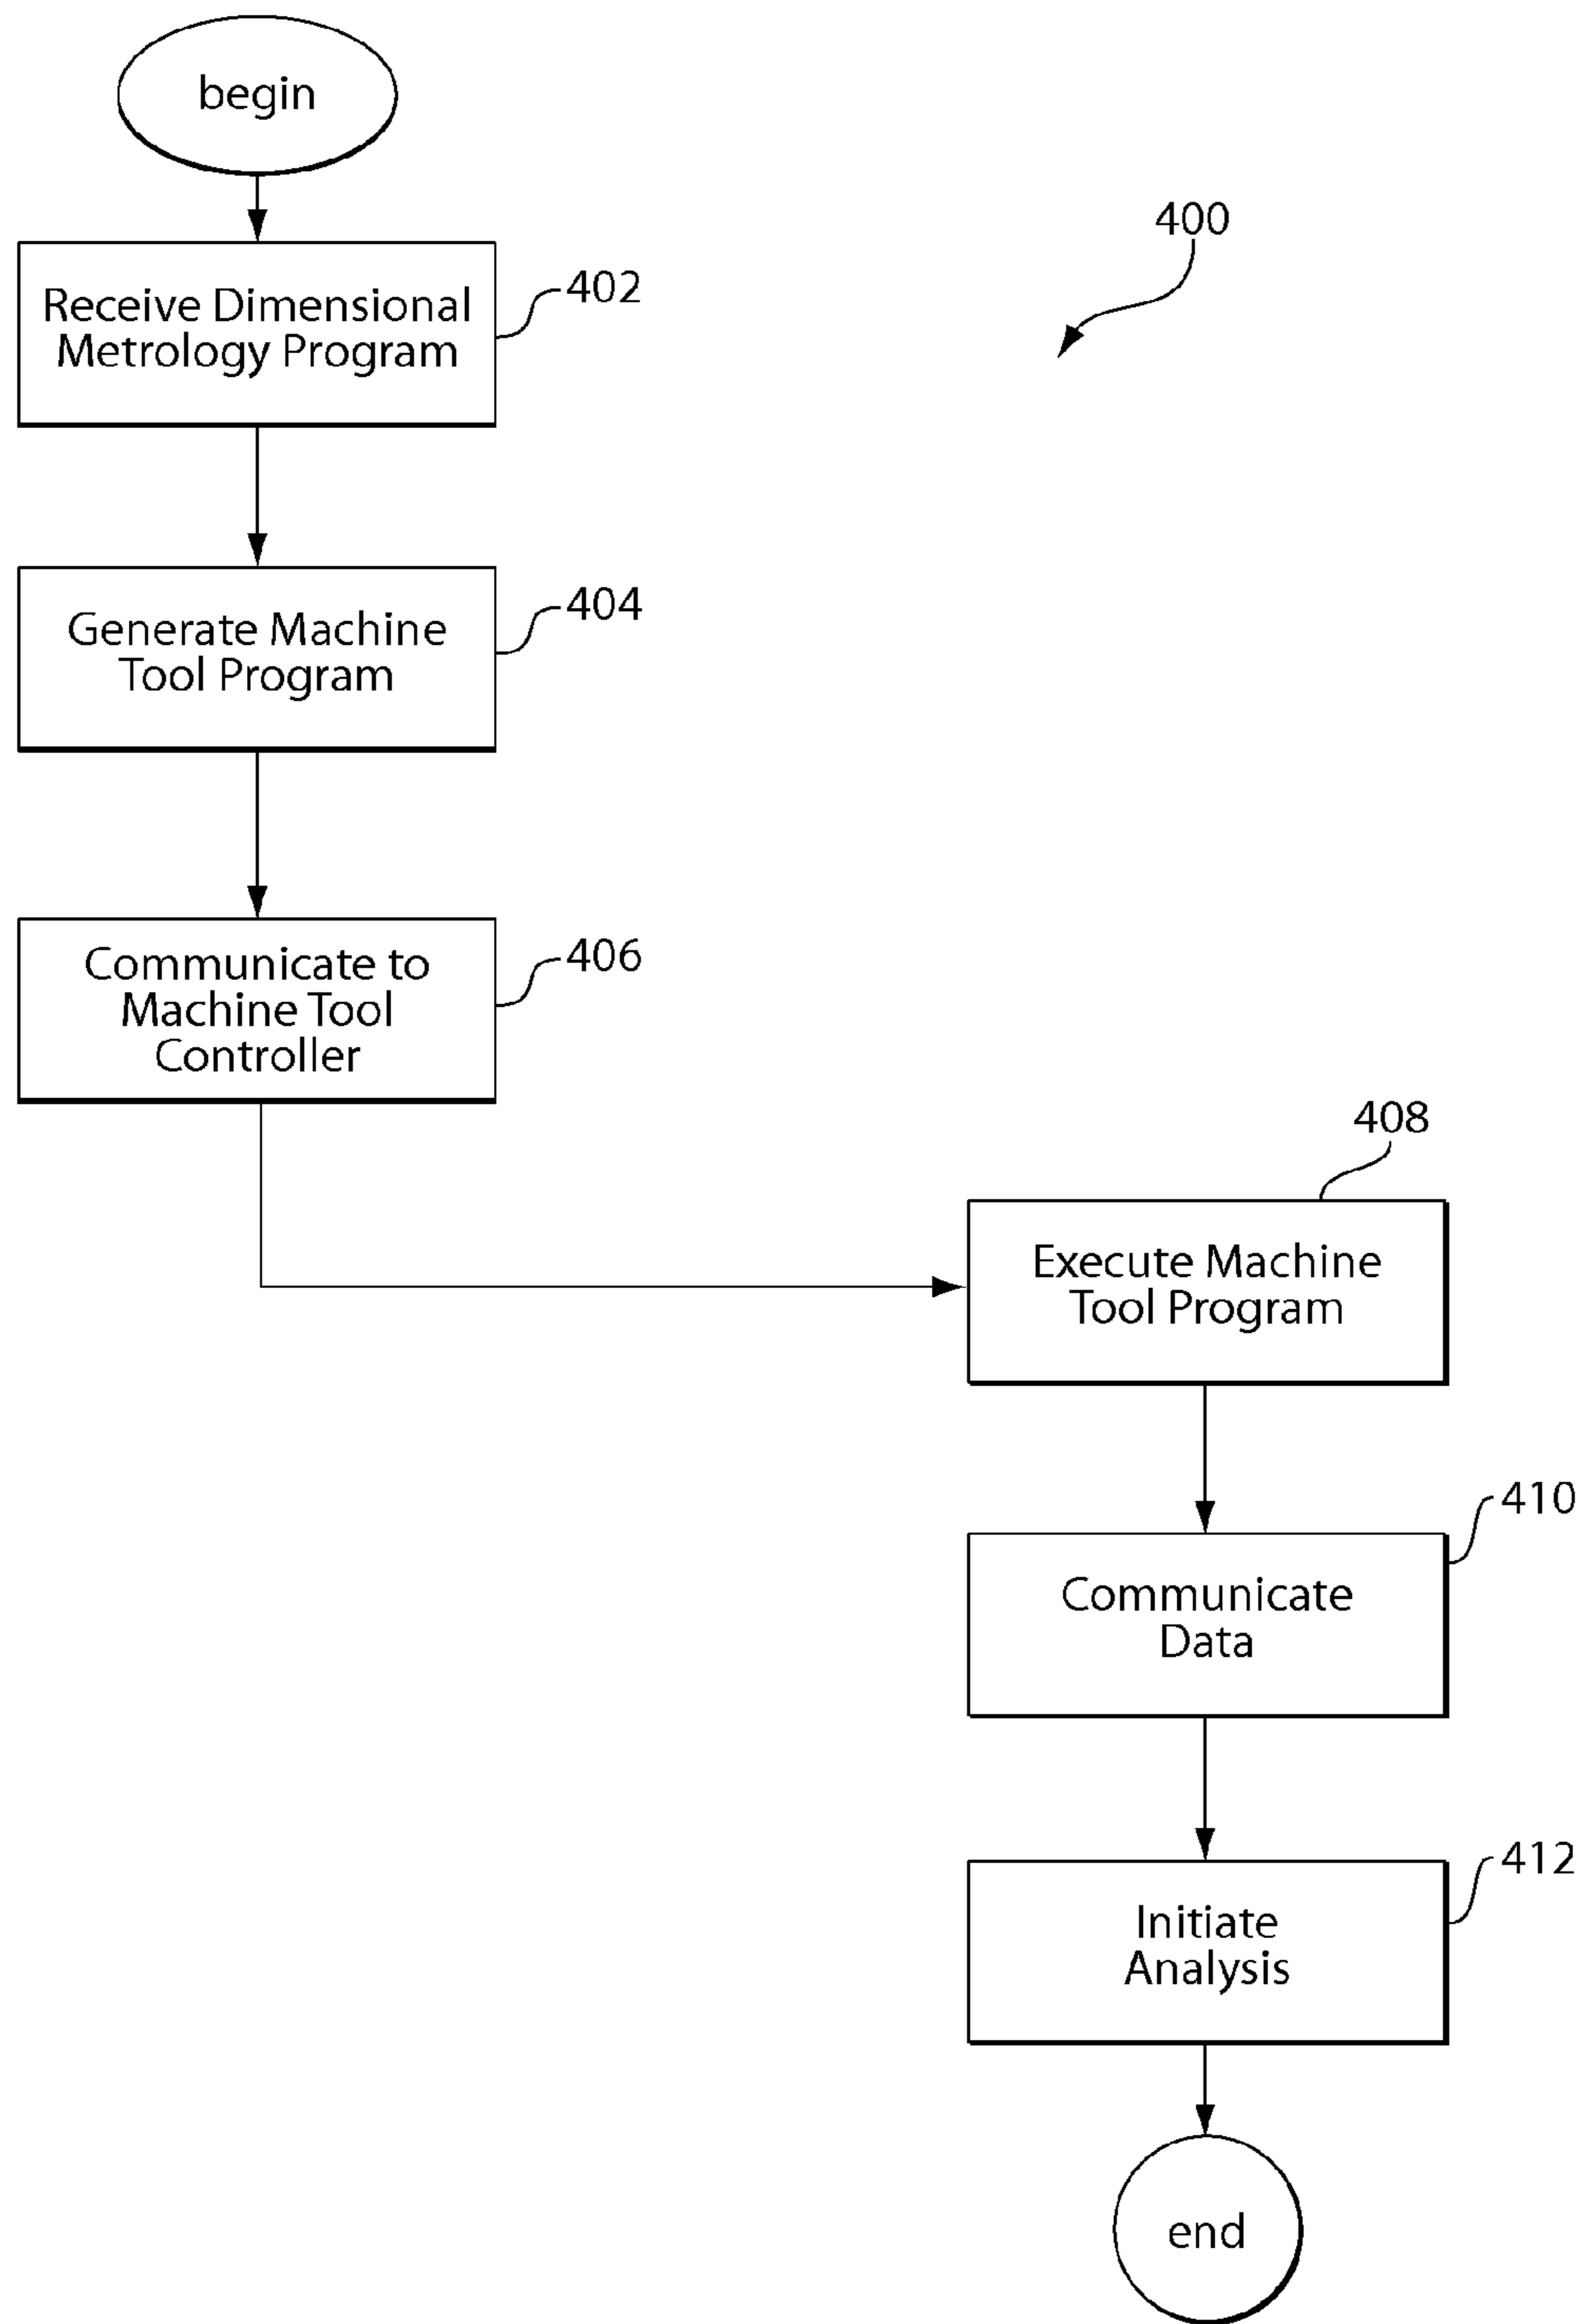 begin
400
Receive Dimensional
Metrology Program
402
Generate Machine
Tool Program
404
Communicate to
Machine Tool
Controller
406
408
Execute Machine
Tool Program
410
Communicate
Data
412
Initiate
Analysis
end